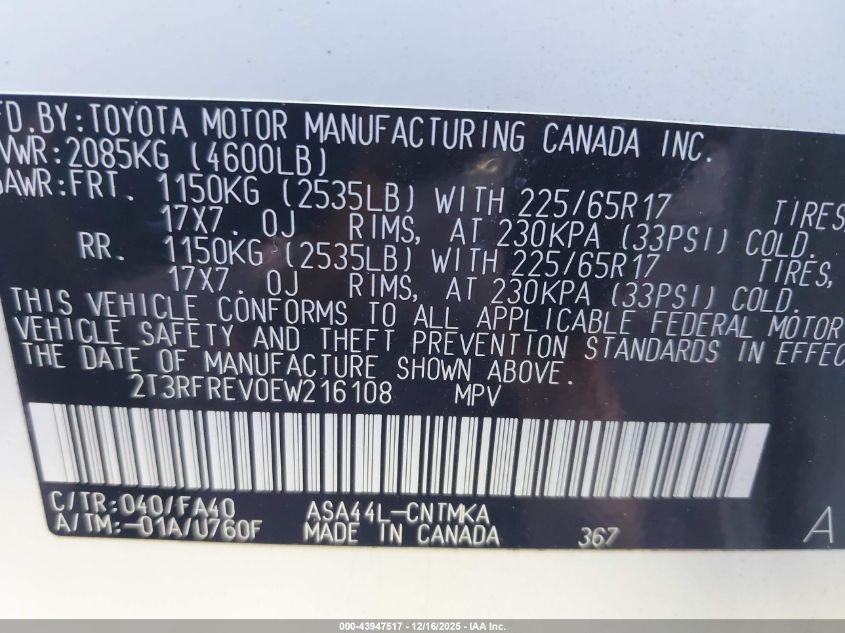 FD.BY:TOYOTA MOTOR MANUFACTURING CANADA INC.
VWR:2085KG (4600LB)
AWR:FRT. 1150KG (2535LB) WITH 225/65R17 TIRES,
17X7.0J RIMS, AT 230KPA (33PSI) COLD.
RR. 1150KG (2535LB) WITH 225/65R17 TIRES,
17X7.0J RIMS, AT 230KPA (33PSI) COLD.
THIS VEHICLE CONFORMS TO ALL APPLICABLE FEDERAL MOTOR
VEHICLE SAFETY AND THEFT PREVENTION STANDARDS IN EFFEC
THE DATE OF MANUFACTURE SHOWN ABOVE.
2T3RFREV0EW216108 MPV
C/TR:040/FA40 ASA44L-CNTMKA
A/TM:-01A/U760F MADE IN CANADA 367 A
000-43947517 - 12/16/2025 - IAA Inc.